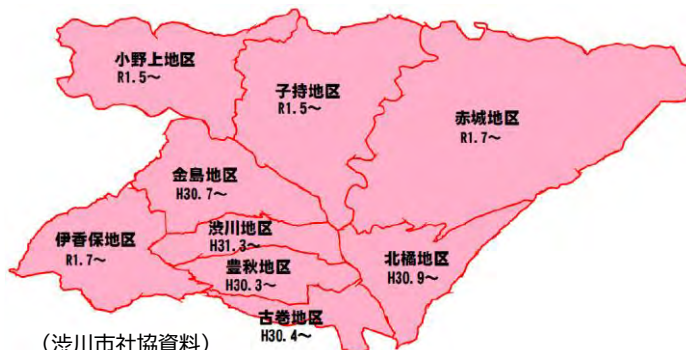 小野上地区
R1.5～
子持地区
R1.5～
赤城地区
R1.7～
金島地区
H30.7～
渋川地区
H31.3～
伊香保地区
R1.7～
豊秋地区
H30.3～
北橘地区
H30.9～
古巻地区
H30.4～
（渋川市社協資料）